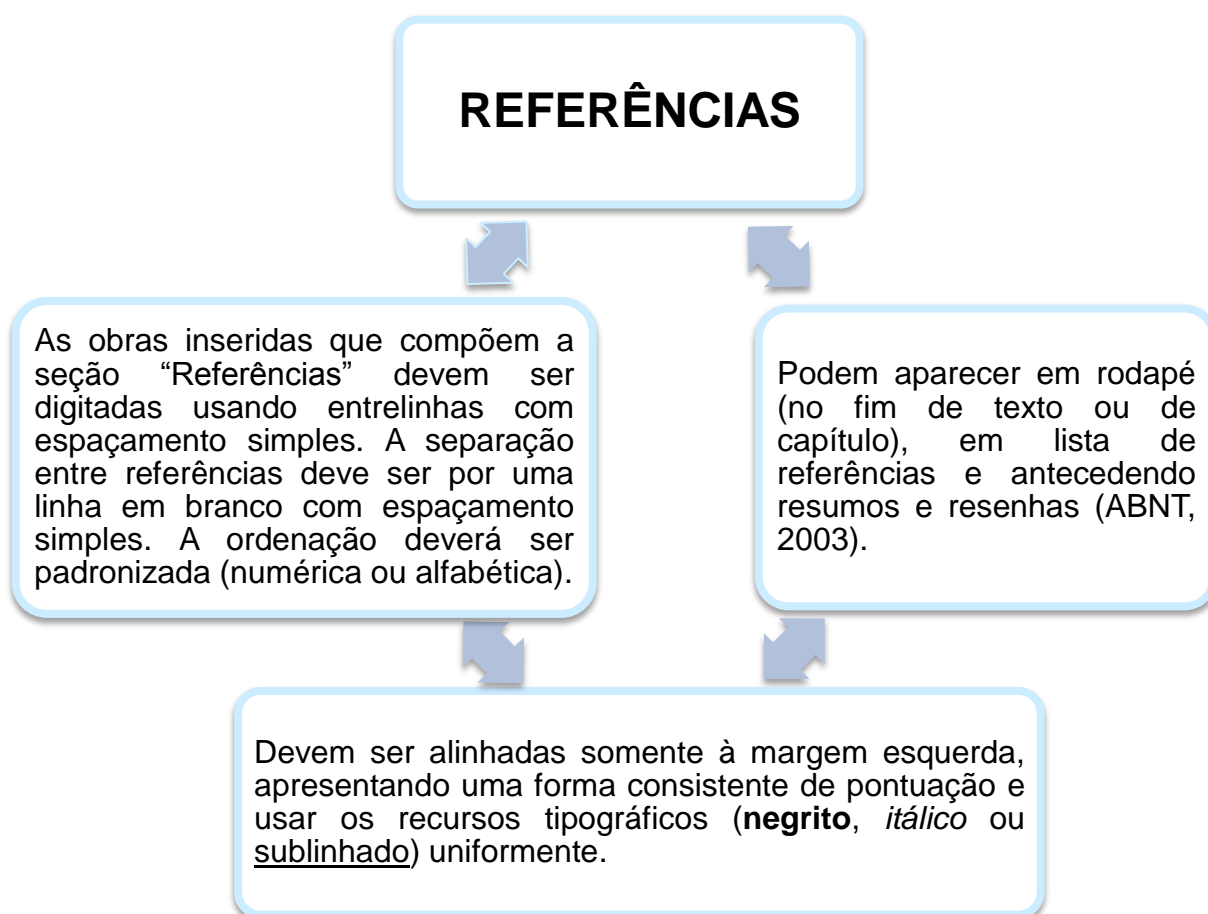 REFERÊNCIAS
As obras inseridas que compõem a
seção “Referências” devem ser
digitadas usando entrelinhas com
espaçamento simples. A separação
entre referências deve ser por uma
linha em branco com espaçamento
simples. A ordenação deverá ser
padronizada (numérica ou alfabética).
Podem aparecer em rodapé
(no fim de texto ou de
capítulo), em lista de
referências e antecedendo
resumos e resenhas (ABNT,
2003).
Devem ser alinhadas somente à margem esquerda,
apresentando uma forma consistente de pontuação e
usar os recursos tipográficos (negrito, itálico ou
sublinhado) uniformemente.